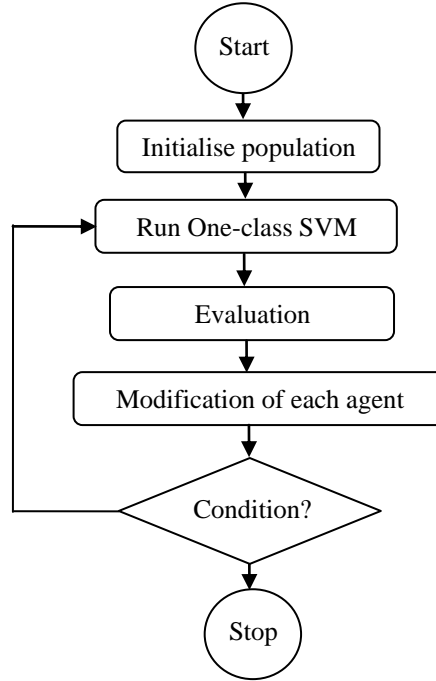 Start
Initialise population
Run One-class SVM
Evaluation
Modification of each agent
Condition?
Stop